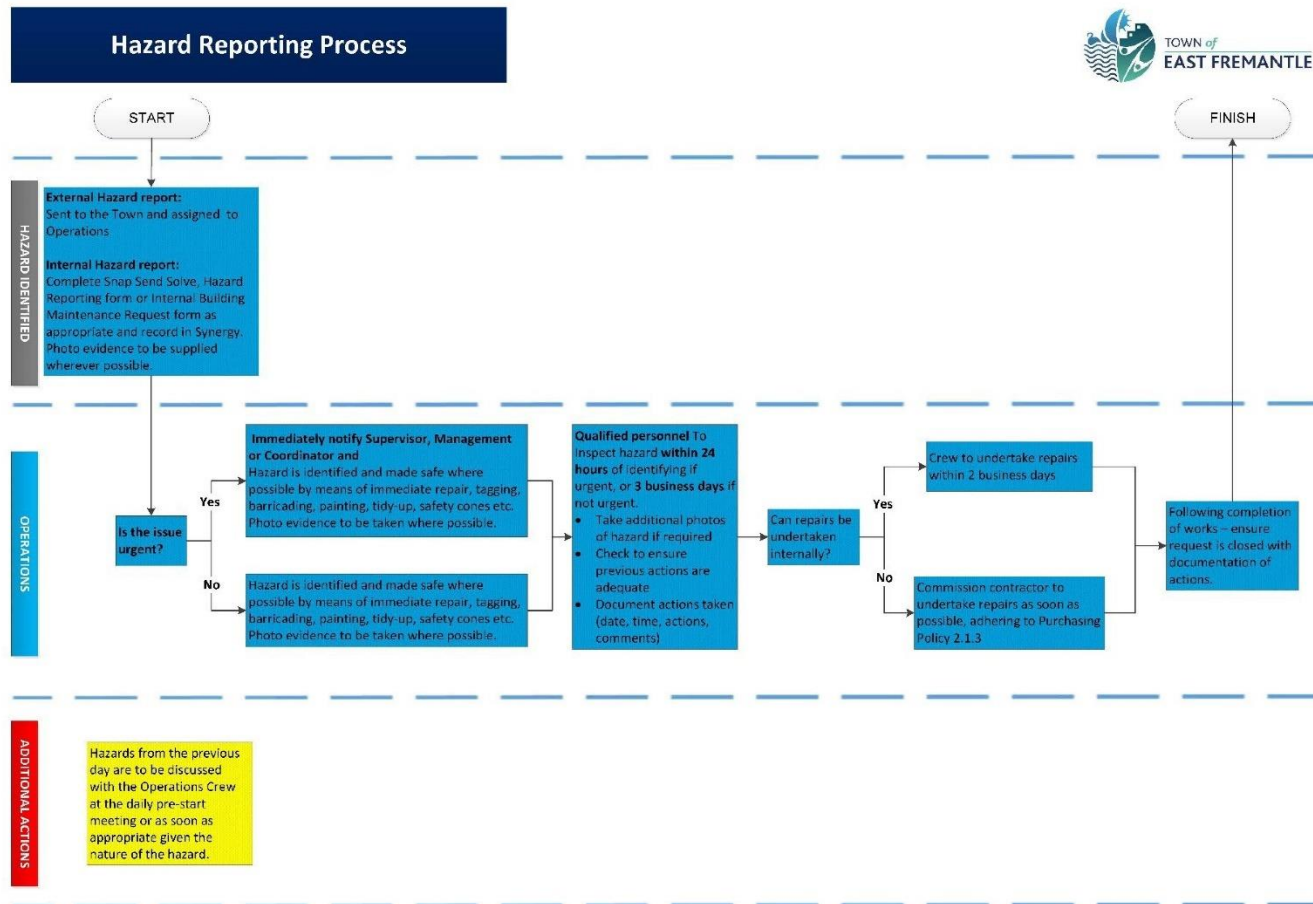 Hazard Reporting Process
TOWN of
EAST FREMANTLE
START
FINISH
HAZARD IDENTIFIED
External Hazard report:
Sent to the Town and assigned to
Operations
Internal Hazard report:
Complete Snap Send Solve, Hazard
Reporting form or Internal Building
Maintenance Request form as
appropriate and record in Synergy.
Photo evidence to be supplied
wherever possible.
OPERATIONS
Is the issue
urgent?
Yes
No
Immediately notify Supervisor, Management
or Coordinator and
Hazard is identified and made safe where
possible by means of immediate repair, tagging,
barricading, painting, tidy-up, safety cones etc.
Photo evidence to be taken where possible.
Hazard is identified and made safe where
possible by means of immediate repair, tagging,
barricading, painting, tidy-up, safety cones etc.
Photo evidence to be taken where possible.
Qualified personnel To
Inspect hazard within 24
hours of identifying if
urgent, or 3 business days if
not urgent.
• Take additional photos
of hazard if required
• Check to ensure
previous actions are
adequate
• Document actions taken
(date, time, actions,
comments)
Can repairs be
undertaken
internally?
Yes
No
Crew to undertake repairs
within 2 business days
Commission contractor to
undertake repairs as soon as
possible, adhering to Purchasing
Policy 2.1.3
Following completion
of works – ensure
request is closed with
documentation of
actions.
ADDITIONAL ACTIONS
Hazards from the previous
day are to be discussed
with the Operations Crew
at the daily pre-start
meeting or as soon as
appropriate given the
nature of the hazard.